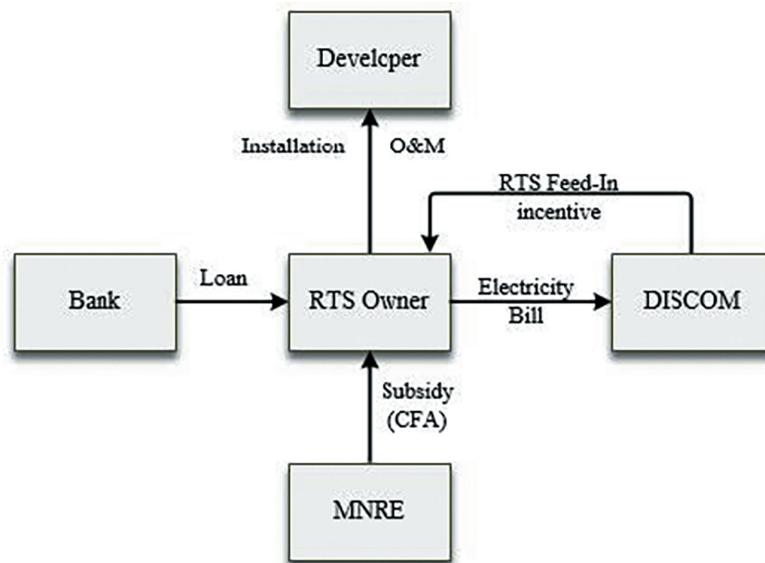 Develcper
Installation
O&M
RTS Feed-In
incentive
Bank
Loan
RTS Owner
Electricity
Bill
DISCOM
Subsidy
(CFA)
MNRE